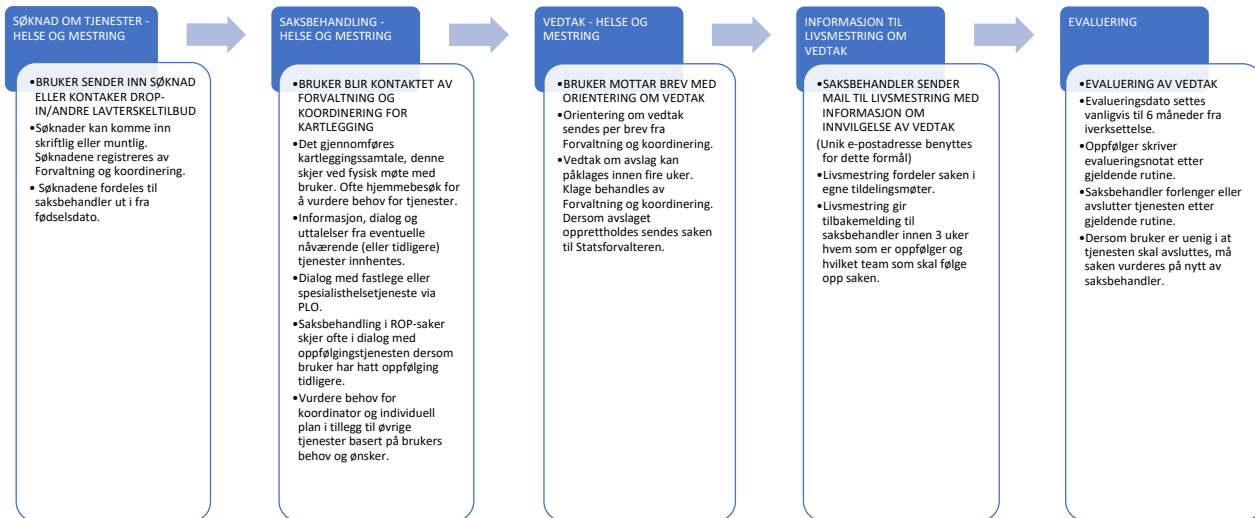 SØKNAD OM TJENESTER -
HELSE OG MESTRING
•BRUKER SENDER INN SØKNAD
ELLER KONTAKER DROP-
IN/ANDRE LAVTERSKELTILBUD
•Søknader kan komme inn
skriftlig eller muntlig.
Søknadene registreres av
Forvaltning og koordinering.
• Søknadene fordeles til
saksbehandler ut i fra
fødselsdato.
SAKSBEHANDLING -
HELSE OG MESTRING
•BRUKER BLIR KONTAKTET AV
FORVALTNING OG
KOORDINERING FOR
KARTLEGGING
•Det gjennomføres
kartleggingssamtale, denne
skjer ved fysisk møte med
bruker. Ofte hjemmebesøk for
å vurdere behov for tjenester.
•Informasjon, dialog og
uttalelser fra eventuelle
nåværende (eller tidligere)
tjenester innhentes.
•Dialog med fastlege eller
spesialisthelsetjeneste via
PLO.
•Saksbehandling i ROP-saker
skjer ofte i dialog med
oppfølgingstjenesten dersom
bruker har hatt oppfølging
tidligere.
•Vurdere behov for
koordinator og individuell
plan i tillegg til øvrige
tjenester basert på brukers
behov og ønsker.
VEDTAK - HELSE OG
MESTRING
•BRUKER MOTTAR BREV MED
ORIENTERING OM VEDTAK
•Orientering om vedtak
sendes per brev fra
Forvaltning og koordinering.
•Vedtak om avslag kan
påklages innen fire uker.
Klage behandles av
Forvaltning og koordinering.
Dersom avslaget
opprettholdes sendes saken
til Statsforvalteren.
INFORMASJON TIL
LIVSMESTRING OM
VEDTAK
•SAKSBEHANDLER SENDER
MAIL TIL LIVSMESTRING MED
INFORMASJON OM
INNVILGELSE AV VEDTAK
(Unik e-postadresse benyttes
for dette formål)
•Livsmestring fordeler saken i
egne tildelingsmøter.
•Livsmestring gir
tilbakemelding til
saksbehandler innen 3 uker
hvem som er oppfølger og
hvilket team som skal følge
opp saken.
EVALUERING
•EVALUERING AV VEDTAK
•Evalueringsdato settes
vanligvis til 6 måneder fra
iverksettelse.
•Oppfølger skriver
evalueringsnotat etter
gjeldende rutine.
•Saksbehandler forlenger eller
avslutter tjenesten etter
gjeldende rutine.
•Dersom bruker er uenig i at
tjenesten skal avsluttes, må
saken vurderes på nytt av
saksbehandler.